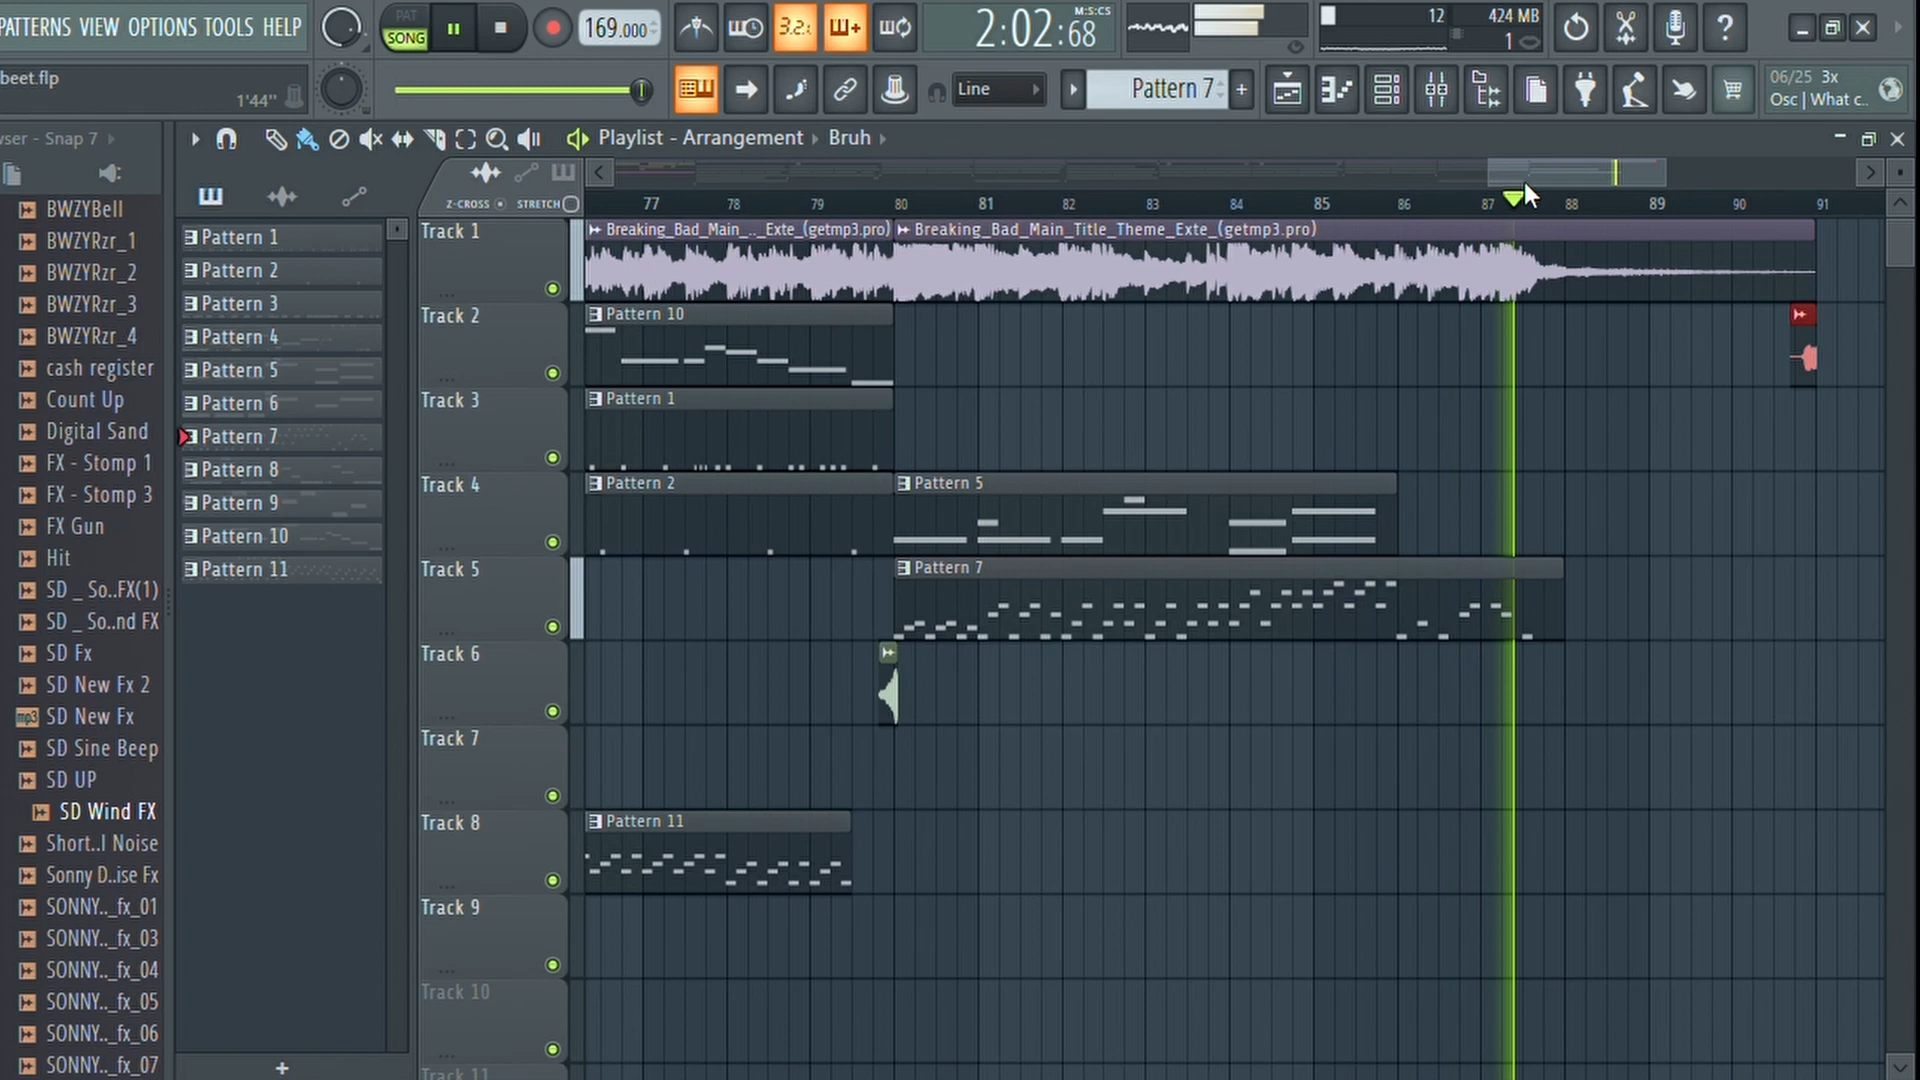 PATTERNS VIEW OPTIONS TOOLS HELP
PAT
SONG
169.000
3.2.
2:02:68
M:S:CS
12
424 MB
1
beet.flp
1'44"
Line
Pattern 7
+
06/25 3x
Osc | What c..
wser - Snap 7
Playlist - Arrangement
Bruh
Z-CROSS
STRETCH
77 78 79 80 81 82 83 84 85 86 87 88 89 90 91
BWZYBell
BWZYRzr_1
BWZYRzr_2
BWZYRzr_3
BWZYRzr_4
cash register
Count Up
Digital Sand
FX - Stomp 1
FX - Stomp 3
FX Gun
Hit
SD _ So..FX(1)
SD _ So..nd FX
SD Fx
SD New Fx 2
mp3 SD New Fx
SD Sine Beep
SD UP
SD Wind FX
Short..l Noise
Sonny D..ise Fx
SONNY.._fx_01
SONNY.._fx_03
SONNY.._fx_04
SONNY.._fx_05
SONNY.._fx_06
SONNY.._fx_07
Pattern 1
Pattern 2
Pattern 3
Pattern 4
Pattern 5
Pattern 6
Pattern 7
Pattern 8
Pattern 9
Pattern 10
Pattern 11
+
Track 1
Breaking_Bad_Main_.._Exte_(getmp3.pro)
Breaking_Bad_Main_Title_Theme_Exte_(getmp3.pro)
Track 2
Pattern 10
Track 3
Pattern 1
Track 4
Pattern 2
Pattern 5
Track 5
Pattern 7
Track 6
Track 7
Track 8
Pattern 11
Track 9
Track 10
Track 11